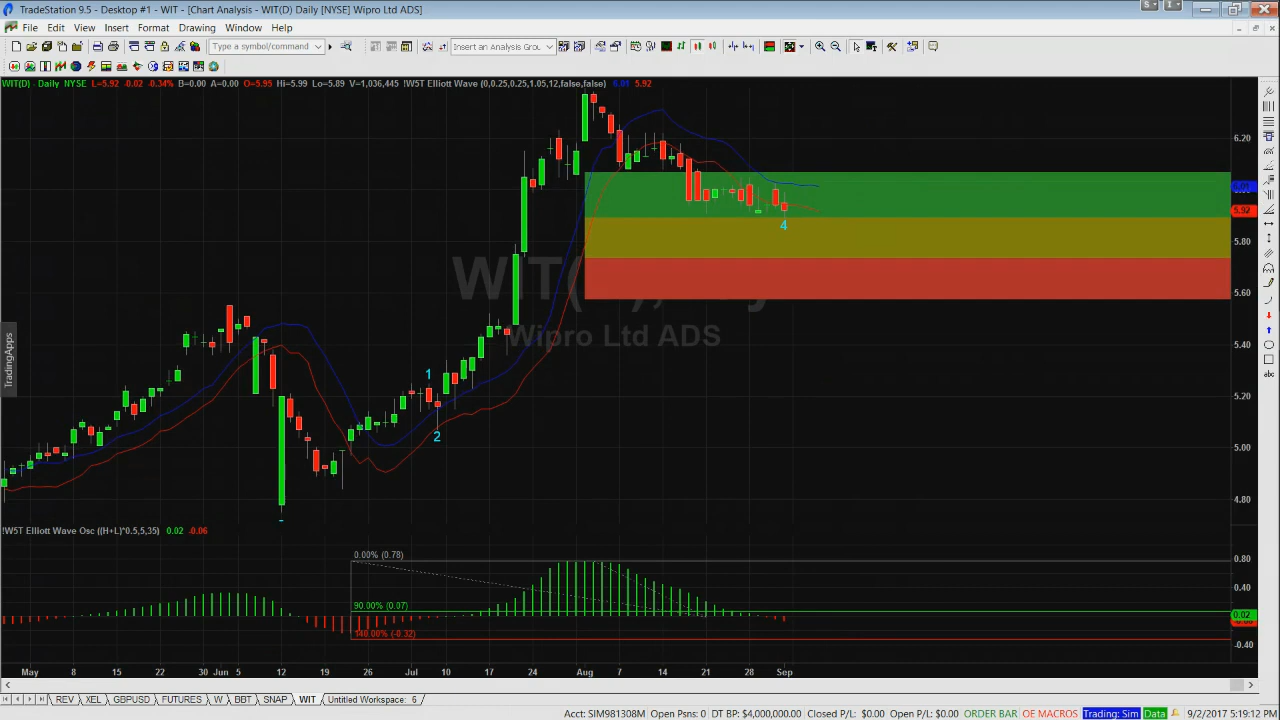 TradeStation 9.5 - Desktop #1 - WIT - [Chart Analysis - WIT(D) Daily [NYSE] Wipro Ltd ADS]
File Edit View Insert Format Drawing Window Help
Type a symbol/command
Insert an Analysis Group...
WIT(D) - Daily NYSE L=5.92 -0.02 -0.34% B=0.00 A=0.00 O=5.95 Hi=5.99 Lo=5.89 V=1,036,445 !W5T Elliott Wave (0,0.25,0.25,1.05,12,false,false) 6.01 5.92
6.20
6.01
5.92
5.80
5.60
5.40
5.20
5.00
4.80
4
1
2
WIT(
Wipro Ltd ADS
TradingApps
abc
!W5T Elliott Wave Osc ((H+L)*0.5,5,35) 0.02 -0.06
0.00% (0.78)
90.00% (0.07)
140.00% (-0.32)
0.80
0.40
0.02
-0.40
May 8 15 22 30 Jun 5 12 19 26 Jul 10 17 24 Aug 7 14 21 28 Sep
REV XEL GBPUSD FUTURES W BBT SNAP WIT Untitled Workspace: 6
Acct: SIM981308M Open Psns: 0 DT BP: $4,000,000.00 Closed P/L: $0.00 Open P/L: $0.00 ORDER BAR OE MACROS Trading: Sim Data 9/2/2017 5:19:12 PM